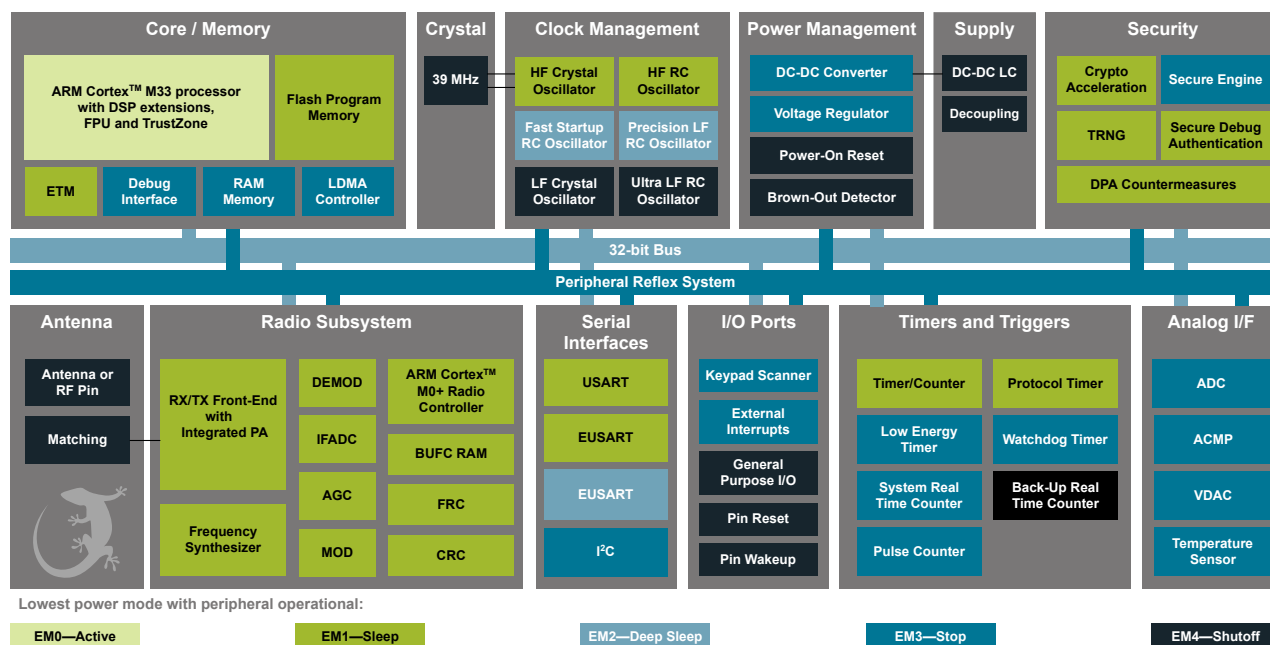 Core / Memory
ARM Cortex™ M33 processor
with DSP extensions,
FPU and TrustZone
Flash Program
Memory
ETM
Debug
Interface
RAM
Memory
LDMA
Controller
Crystal
39 MHz
Clock Management
HF Crystal
Oscillator
HF RC
Oscillator
Fast Startup
RC Oscillator
Precision LF
RC Oscillator
LF Crystal
Oscillator
Ultra LF RC
Oscillator
Power Management
DC-DC Converter
Voltage Regulator
Power-On Reset
Brown-Out Detector
Supply
DC-DC LC
Decoupling
Security
Crypto
Acceleration
Secure Engine
TRNG
Secure Debug
Authentication
DPA Countermeasures
32-bit Bus
Peripheral Reflex System
Antenna
Antenna or
RF Pin
Matching
Radio Subsystem
RX/TX Front-End
with
Integrated PA
Frequency
Synthesizer
DEMOD
IFADC
AGC
MOD
ARM Cortex™
M0+ Radio
Controller
BUFC RAM
FRC
CRC
Serial
Interfaces
USART
EUSART
EUSART
I²C
I/O Ports
Keypad Scanner
External
Interrupts
General
Purpose I/O
Pin Reset
Pin Wakeup
Timers and Triggers
Timer/Counter
Protocol Timer
Low Energy
Timer
Watchdog Timer
System Real
Time Counter
Back-Up Real
Time Counter
Pulse Counter
Analog I/F
ADC
ACMP
VDAC
Temperature
Sensor
Lowest power mode with peripheral operational:
EM0—Active
EM1—Sleep
EM2—Deep Sleep
EM3—Stop
EM4—Shutoff